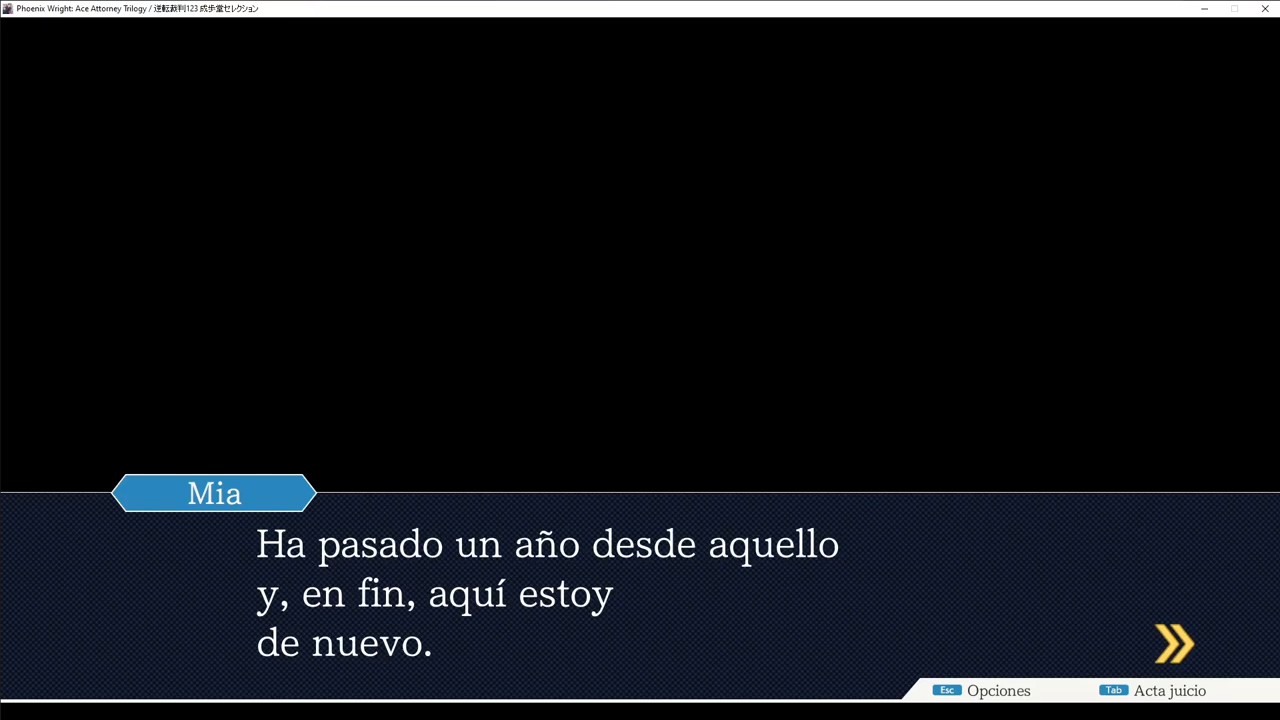 Phoenix Wright: Ace Attorney Trilogy / 逆転裁判123 成歩堂セレクション
Mia
Ha pasado un año desde aquello
y, en fin, aquí estoy
de nuevo.
Esc Opciones Tab Acta juicio